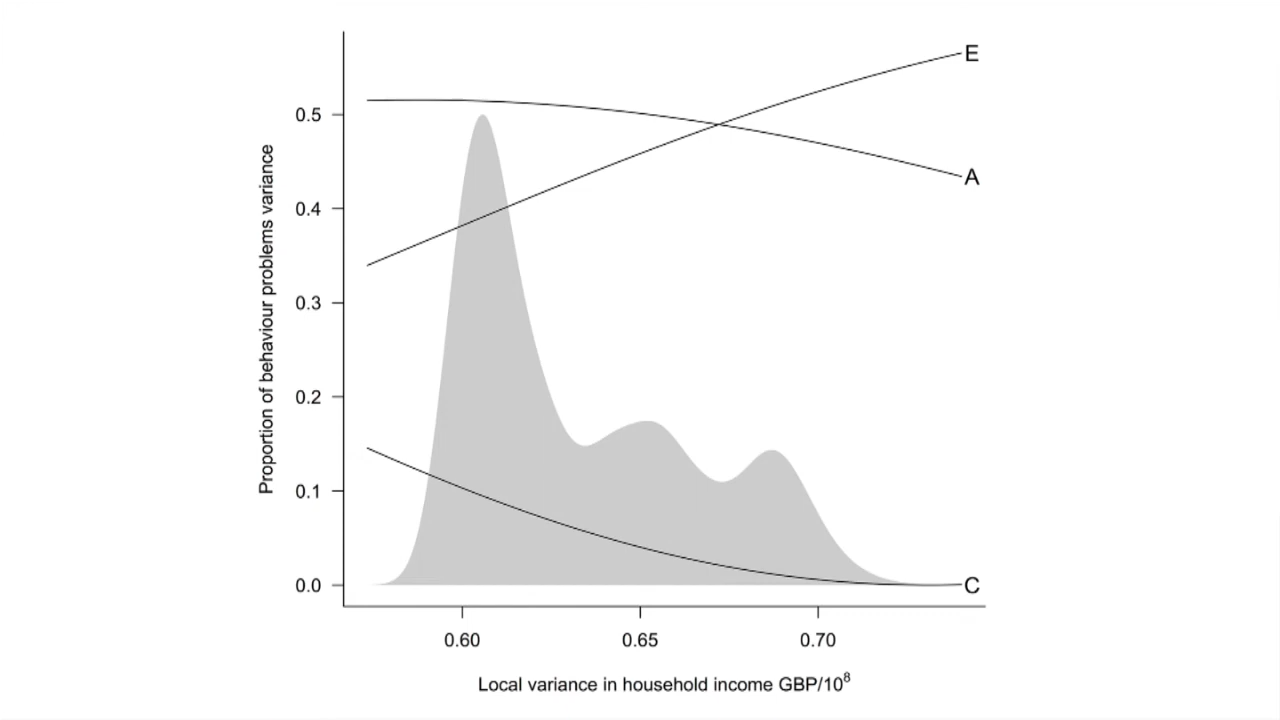 E
A
C
0.5
0.4
0.3
0.2
0.1
0.0
Proportion of behaviour problems variance
0.60 0.65 0.70
Local variance in household income GBP/10⁸